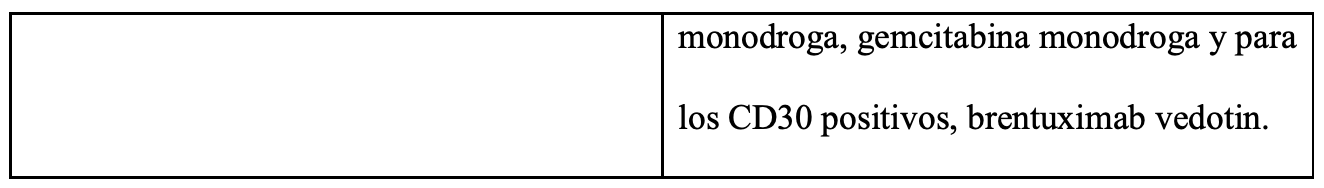 monodroga, gemcitabina monodroga y para
los CD30 positivos, brentuximab vedotin.